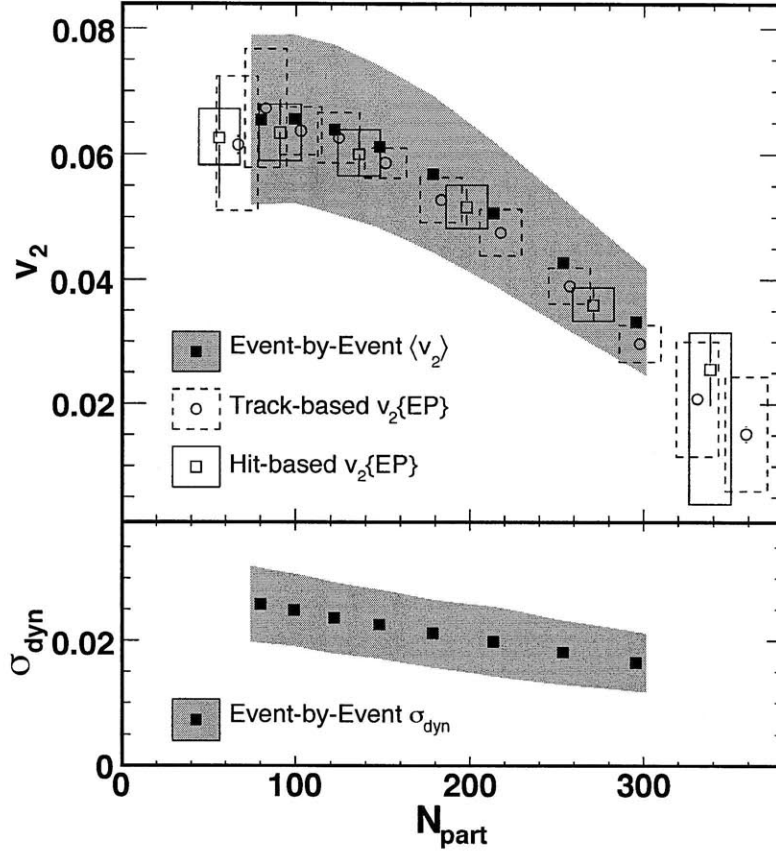 0.08
0.06
v2
0.04
Event-by-Event ⟨v2⟩
0.02
Track-based v2{EP}
Hit-based v2{EP}
σdyn
0.02
Event-by-Event σdyn
0
0
100
200
300
Npart